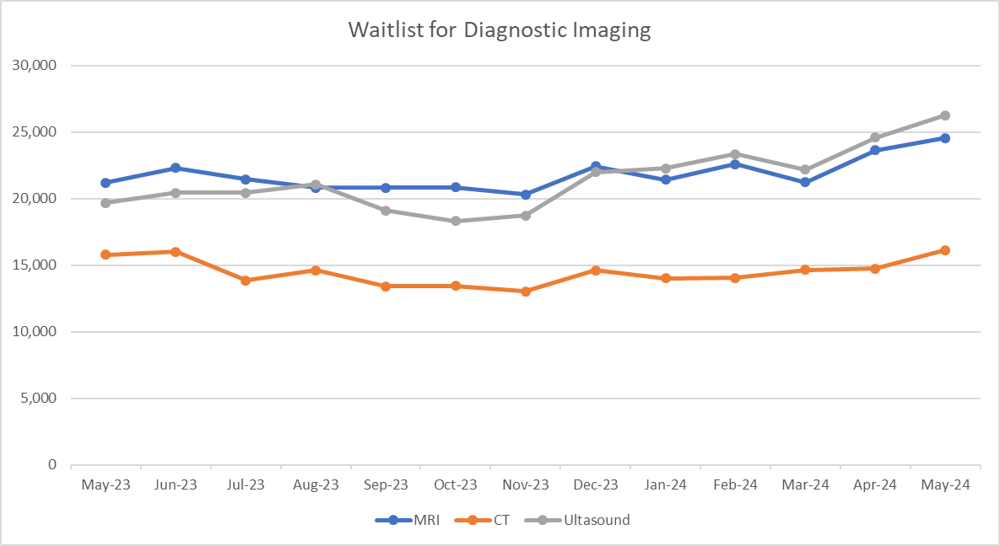 Waitlist for Diagnostic Imaging
30,000
25,000
20,000
15,000
10,000
5,000
0
May-23 Jun-23 Jul-23 Aug-23 Sep-23 Oct-23 Nov-23 Dec-23 Jan-24 Feb-24 Mar-24 Apr-24 May-24
MRI CT Ultasound